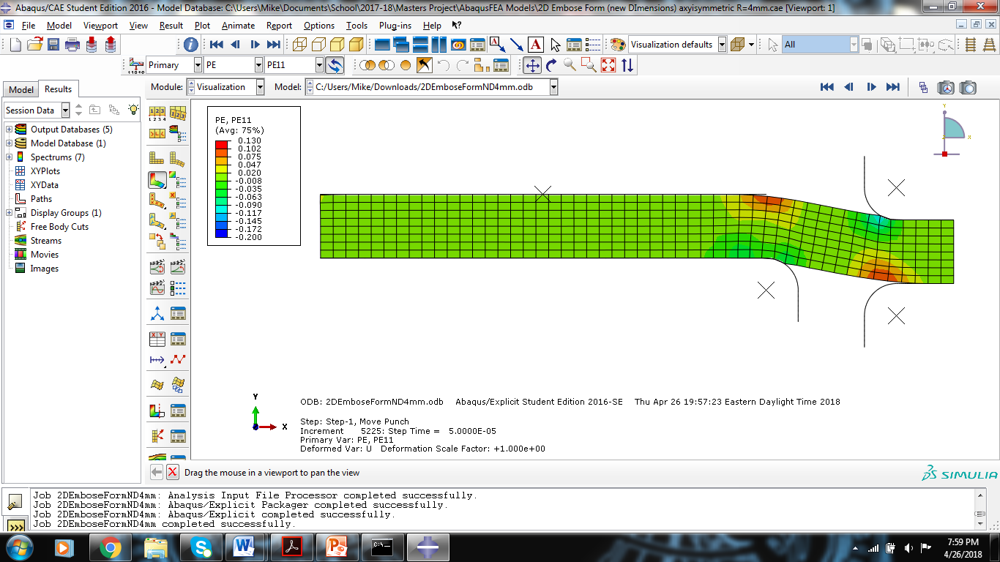 Abaqus/CAE Student Edition 2016 - Model Database: C:\Users\Mike\Documents\School\2017-18\Masters Project\AbaqusFEA Models\2D Embose Form (new DImensions) axyisymmetric R=4mm.cae [Viewport: 1]
File Model Viewport View Result Plot Animate Report Options Tools Plug-ins Help
Visualization defaults All
Primary PE PE11
Model Results
Module: Visualization Model: C:/Users/Mike/Downloads/2DEmboseFormND4mm.odb
Session Data
Output Databases (5)
Model Database (1)
Spectrums (7)
XYPlots
XYData
Paths
Display Groups (1)
Free Body Cuts
Streams
Movies
Images
PE, PE11
(Avg: 75%)
0.130
0.102
0.075
0.047
0.020
-0.008
-0.035
-0.063
-0.090
-0.117
-0.145
-0.172
-0.200
Y
X
Y
X
ODB: 2DEmboseFormND4mm.odb Abaqus/Explicit Student Edition 2016-SE Thu Apr 26 19:57:23 Eastern Daylight Time 2018
Step: Step-1, Move Punch
Increment 5225: Step Time = 5.0000E-05
Primary Var: PE, PE11
Deformed Var: U Deformation Scale Factor: +1.000e+00
Drag the mouse in a viewport to pan the view
SIMULIA
Job 2DEmboseFormND4mm: Analysis Input File Processor completed successfully.
Job 2DEmboseFormND4mm: Abaqus/Explicit Packager completed successfully.
Job 2DEmboseFormND4mm: Abaqus/Explicit completed successfully.
Job 2DEmboseFormND4mm completed successfully.
7:59 PM
4/26/2018